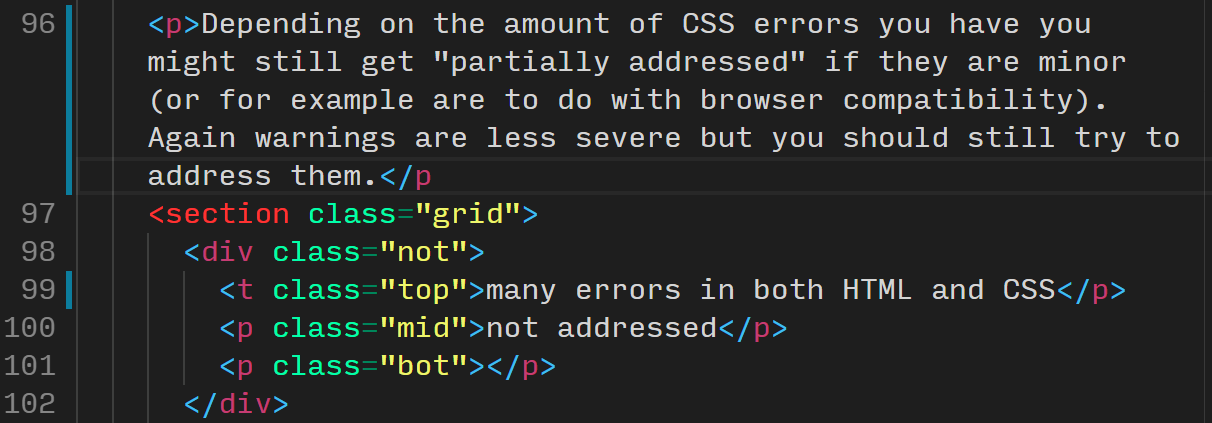 96 <p>Depending on the amount of CSS errors you have you
might still get "partially addressed" if they are minor
(or for example are to do with browser compatibility).
Again warnings are less severe but you should still try to
address them.</p
97 <section class="grid">
98 <div class="not">
99 <t class="top">many errors in both HTML and CSS</p>
100 <p class="mid">not addressed</p>
101 <p class="bot"></p>
102 </div>